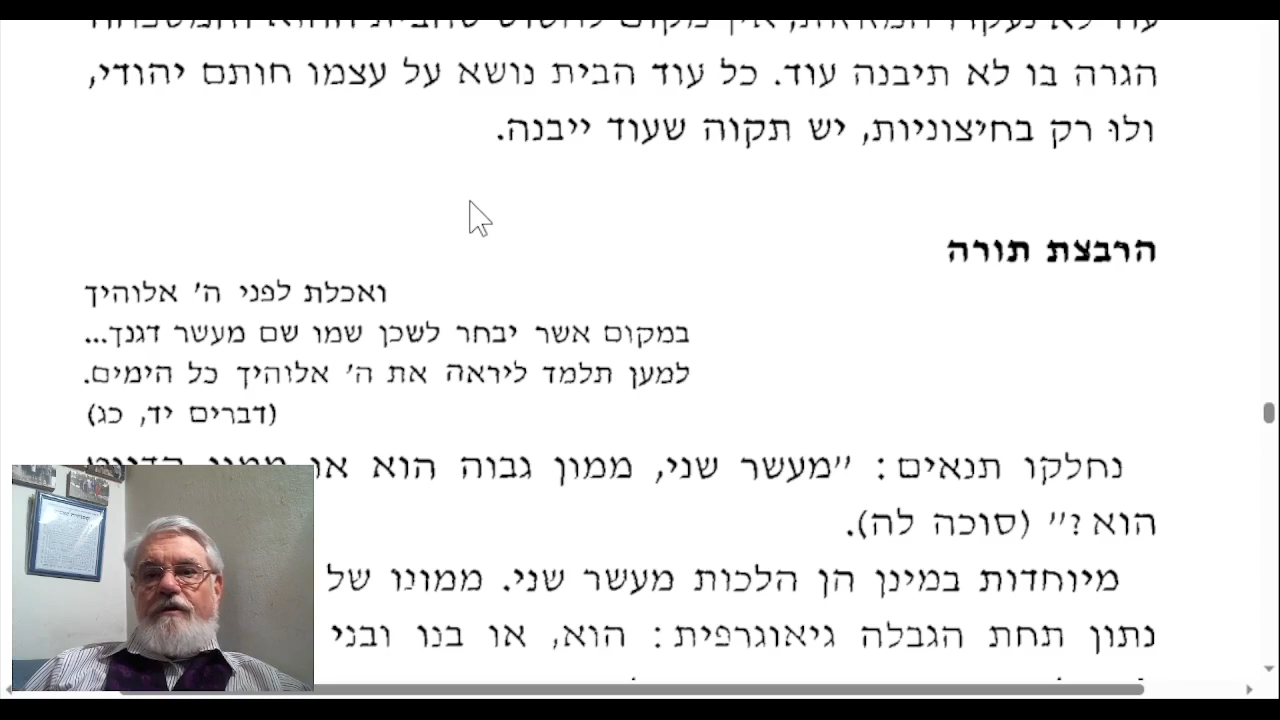 הגרה בו לא תיבנה עוד. כל עוד הבית נושא על עצמו חותם יהודי,
ולוּ רק בחיצוניות, יש תקוה שעוד ייבנה.
הרבצת תורה
ואכלת לפני ה׳ אלוהיך
במקום אשר יבחר לשכן שמו שם מעשר דגנך...
למען תלמד ליראה את ה׳ אלוהיך כל הימים.
(דברים יד, כג)
נחלקו תנאים: ״מעשר שני, ממון גבוה הוא או
הוא?״ (סוכה לה).
מיוחדות במינן הן הלכות מעשר שני. ממונו של
נתון תחת הגבלה גיאוגרפית: הוא, או בנו ובני